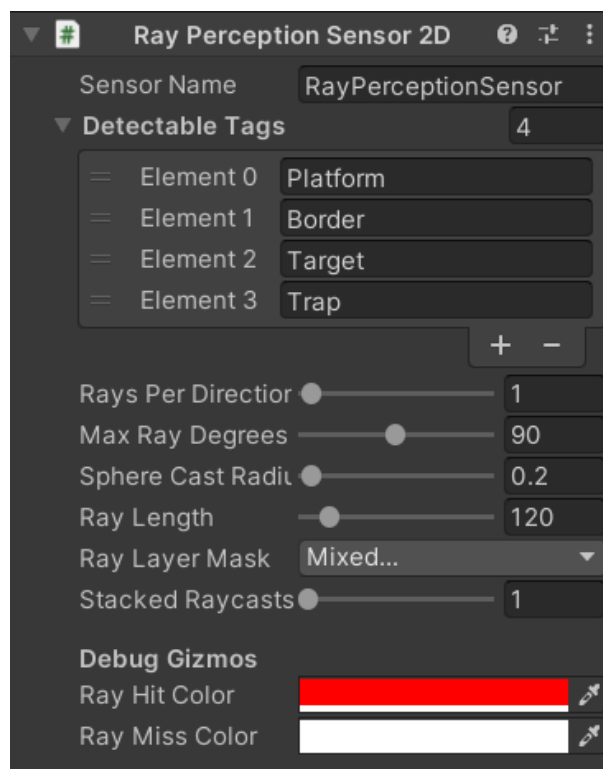 Ray Perception Sensor 2D
Sensor Name RayPerceptionSensor
Detectable Tags 4
Element 0 Platform
Element 1 Border
Element 2 Target
Element 3 Trap
+ −
Rays Per Direction 1
Max Ray Degrees 90
Sphere Cast Radiu 0.2
Ray Length 120
Ray Layer Mask Mixed...
Stacked Raycasts 1
Debug Gizmos
Ray Hit Color
Ray Miss Color